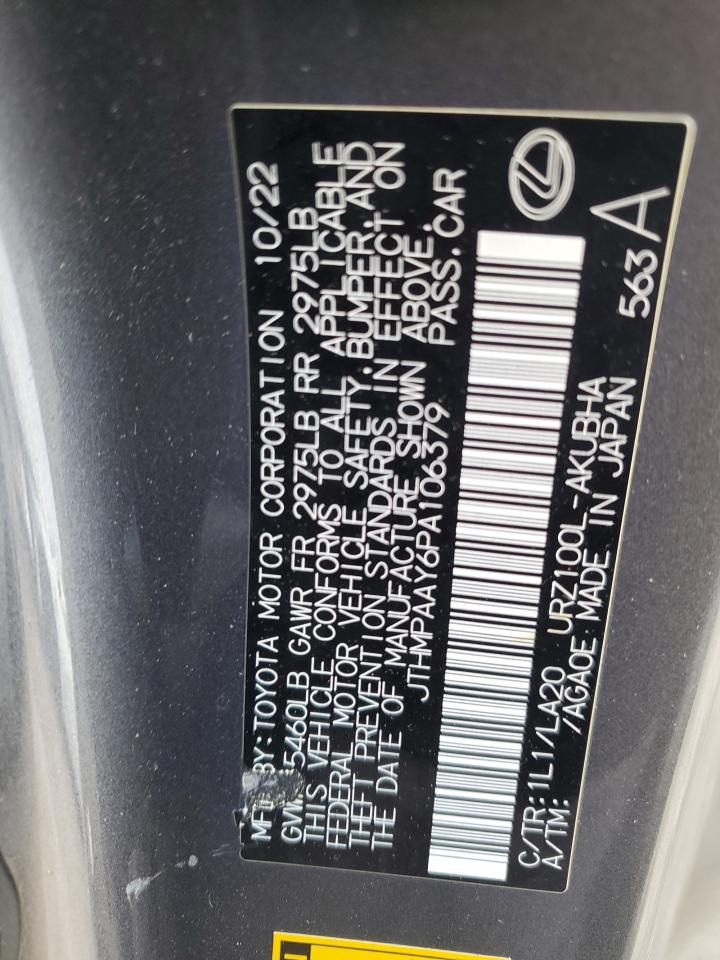 MFD BY:TOYOTA MOTOR CORPORATION 10/22
GVWR 5460LB GAWR FR 2975LB RR 2975LB
THIS VEHICLE CONFORMS TO ALL APPLICABLE
FEDERAL MOTOR VEHICLE SAFETY,BUMPER,AND
THEFT PREVENTION STANDARDS IN EFFECT ON
THE DATE OF MANUFACTURE SHOWN ABOVE.
JTHMPAAY6PA106379 PASS.CAR
C/TR:1L1/LA20 URZ100L-AKUBHA 563 A
A/TM: /AGA0E MADE IN JAPAN